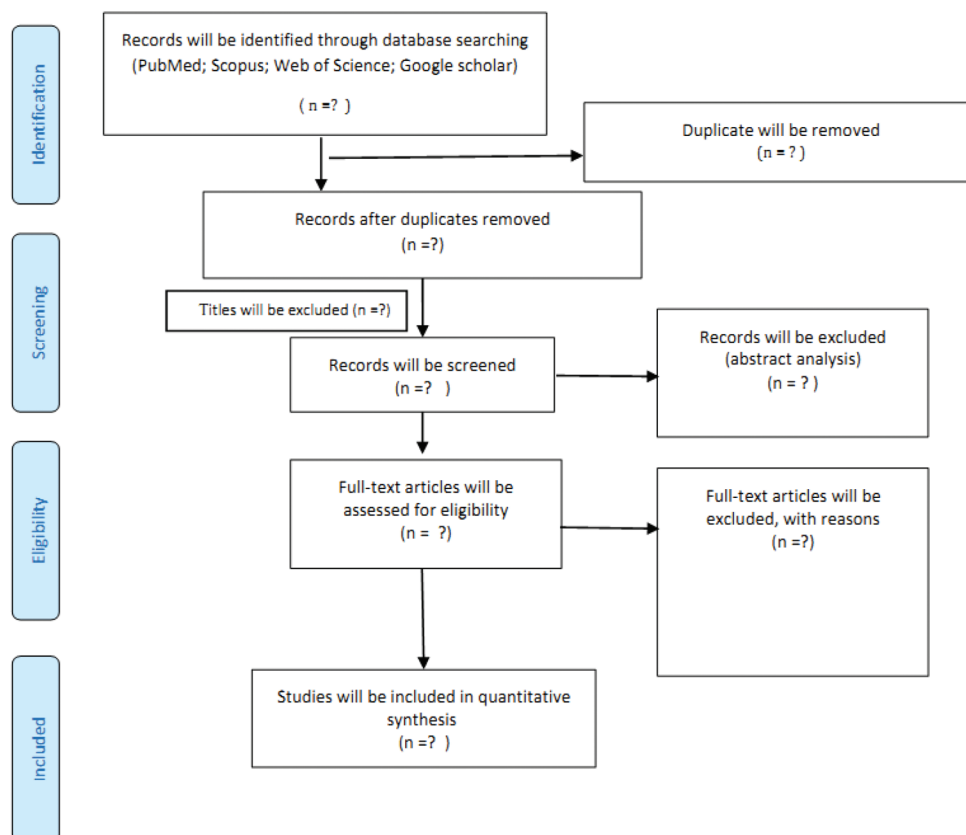 Identification
Records will be identified through database searching
(PubMed; Scopus; Web of Science; Google scholar)
( n =? )
Duplicate will be removed
(n = ? )
Records after duplicates removed
(n =?)
Screening
Titles will be excluded (n =?)
Records will be screened
(n =? )
Records will be excluded
(abstract analysis)
(n = ? )
Eligibility
Full-text articles will be
assessed for eligibility
(n = ?)
Full-text articles will be
excluded, with reasons
(n =?)
Included
Studies will be included in quantitative
synthesis
(n =? )